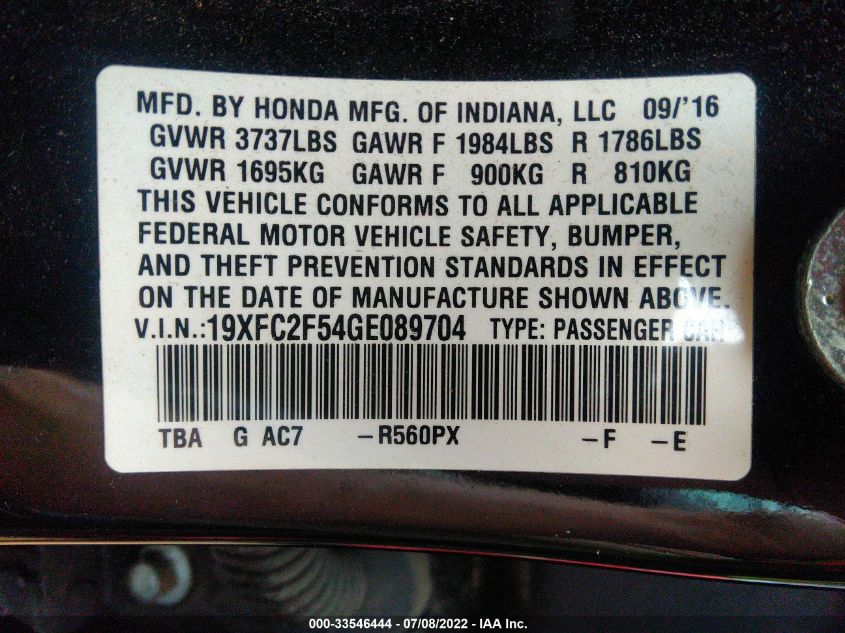 MFD. BY HONDA MFG. OF INDIANA, LLC 09/'16
GVWR 3737LBS GAWR F 1984LBS R 1786LBS
GVWR 1695KG GAWR F 900KG R 810KG
THIS VEHICLE CONFORMS TO ALL APPLICABLE
FEDERAL MOTOR VEHICLE SAFETY, BUMPER,
AND THEFT PREVENTION STANDARDS IN EFFECT
ON THE DATE OF MANUFACTURE SHOWN ABOVE.
V.I.N.:19XFC2F54GE089704 TYPE: PASSENGER CAR
TBA G AC7 -R560PX -F -E
000-33546444 - 07/08/2022 - IAA Inc.